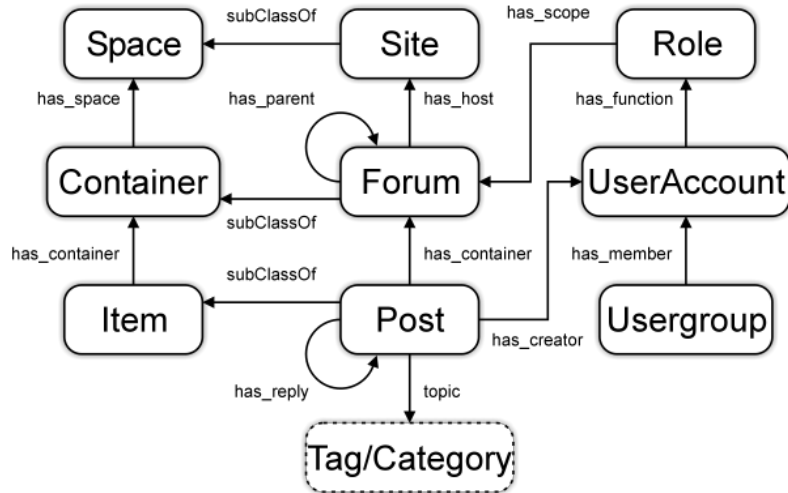 subClassOf
has_scope
Space
Site
Role
has_space
has_parent
has_host
has_function
Container
Forum
UserAccount
subClassOf
has_container
subClassOf
has_container
has_member
Item
Post
Usergroup
has_creator
has_reply
topic
Tag/Category